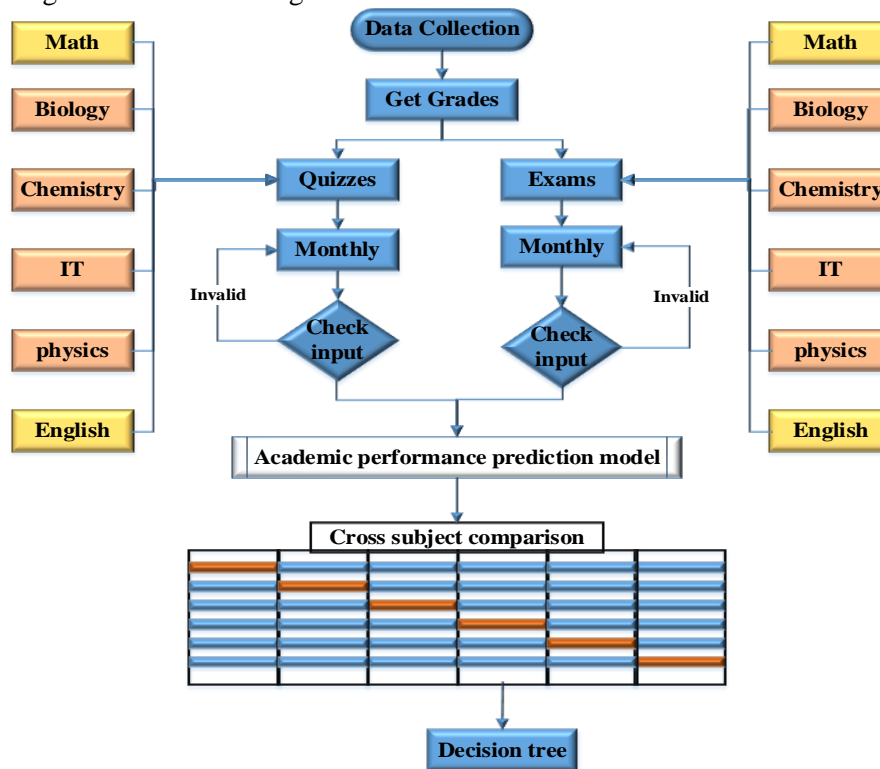 Data Collection
Get Grades
Math
Biology
Chemistry
IT
physics
English
Quizzes
Monthly
Invalid
Check
input
Exams
Monthly
Invalid
Check
input
Math
Biology
Chemistry
IT
physics
English
Academic performance prediction model
Cross subject comparison
Decision tree